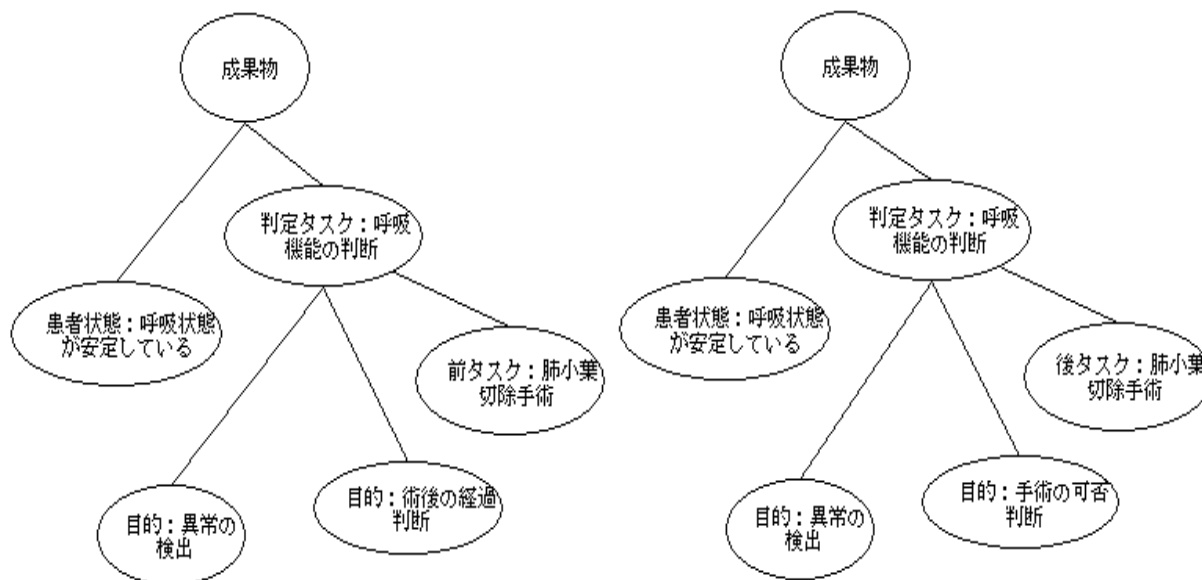 成果物
判定タスク：呼吸
機能の判断
患者状態：呼吸状態
が安定している
前タスク：肺小葉
切除手術
目的：術後の経過
判断
目的：異常の
検出
成果物
判定タスク：呼吸
機能の判断
患者状態：呼吸状態
が安定している
後タスク：肺小葉
切除手術
目的：手術の可否
判断
目的：異常の
検出